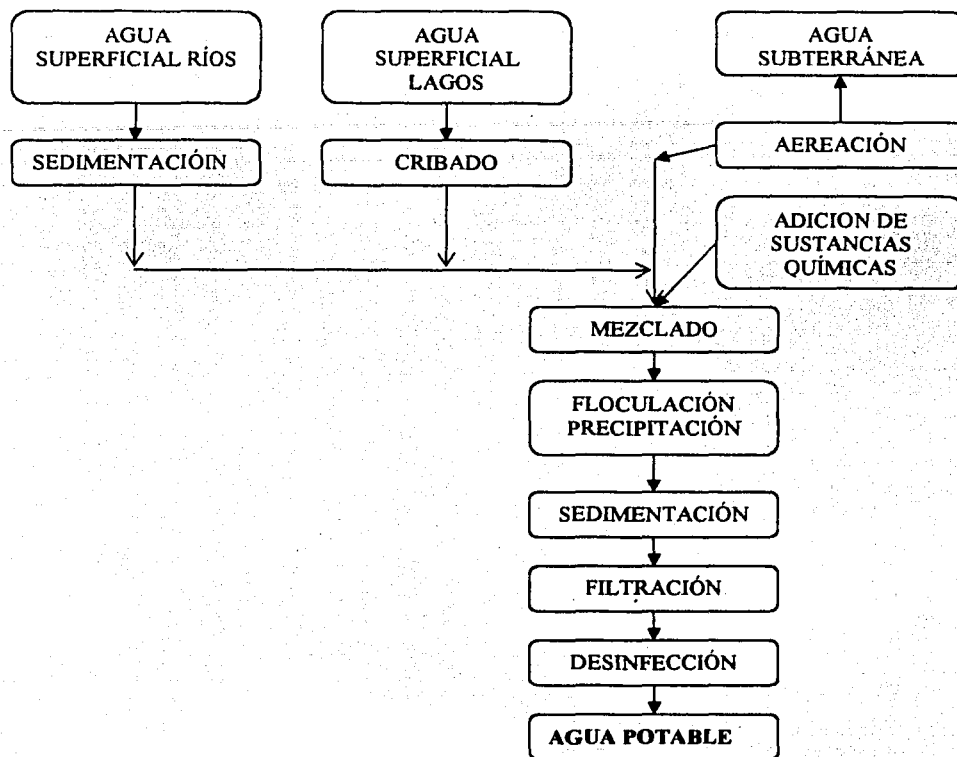 AGUA
SUPERFICIAL RÍOS
AGUA
SUPERFICIAL
LAGOS
AGUA
SUBTERRÁNEA
SEDIMENTACIÓIN
CRIBADO
AEREACIÓN
ADICION DE
SUSTANCIAS
QUÍMICAS
MEZCLADO
FLOCULACIÓN
PRECIPITACIÓN
SEDIMENTACIÓN
FILTRACIÓN
DESINFECCIÓN
AGUA POTABLE